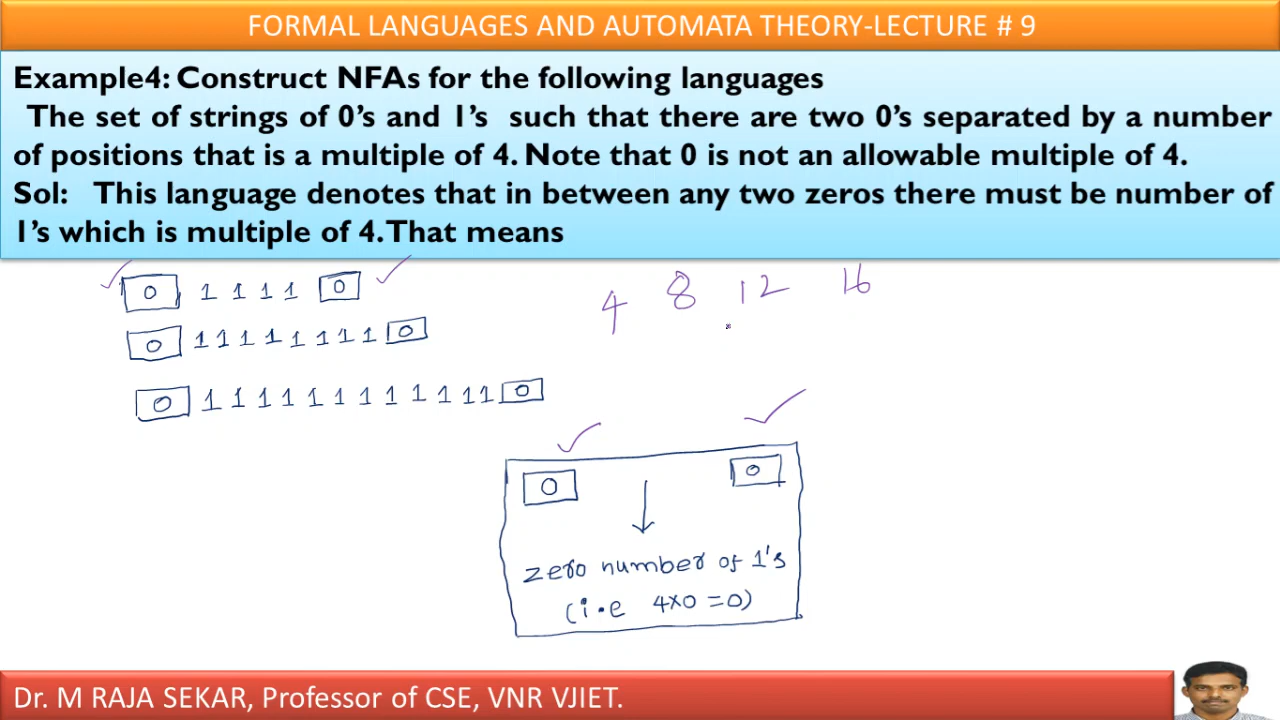 FORMAL LANGUAGES AND AUTOMATA THEORY-LECTURE # 9
Example4: Construct NFAs for the following languages
The set of strings of 0's and 1's such that there are two 0's separated by a number
of positions that is a multiple of 4. Note that 0 is not an allowable multiple of 4.
Sol: This language denotes that in between any two zeros there must be number of
1's which is multiple of 4. That means
0 1 1 1 1 0
4 8 12 16
0 1 1 1 1 1 1 1 1 0
0 1 1 1 1 1 1 1 1 1 1 1 1 0
0 0
zero number of 1's
(i.e 4×0 =0)
Dr. M RAJA SEKAR, Professor of CSE, VNR VJIET.